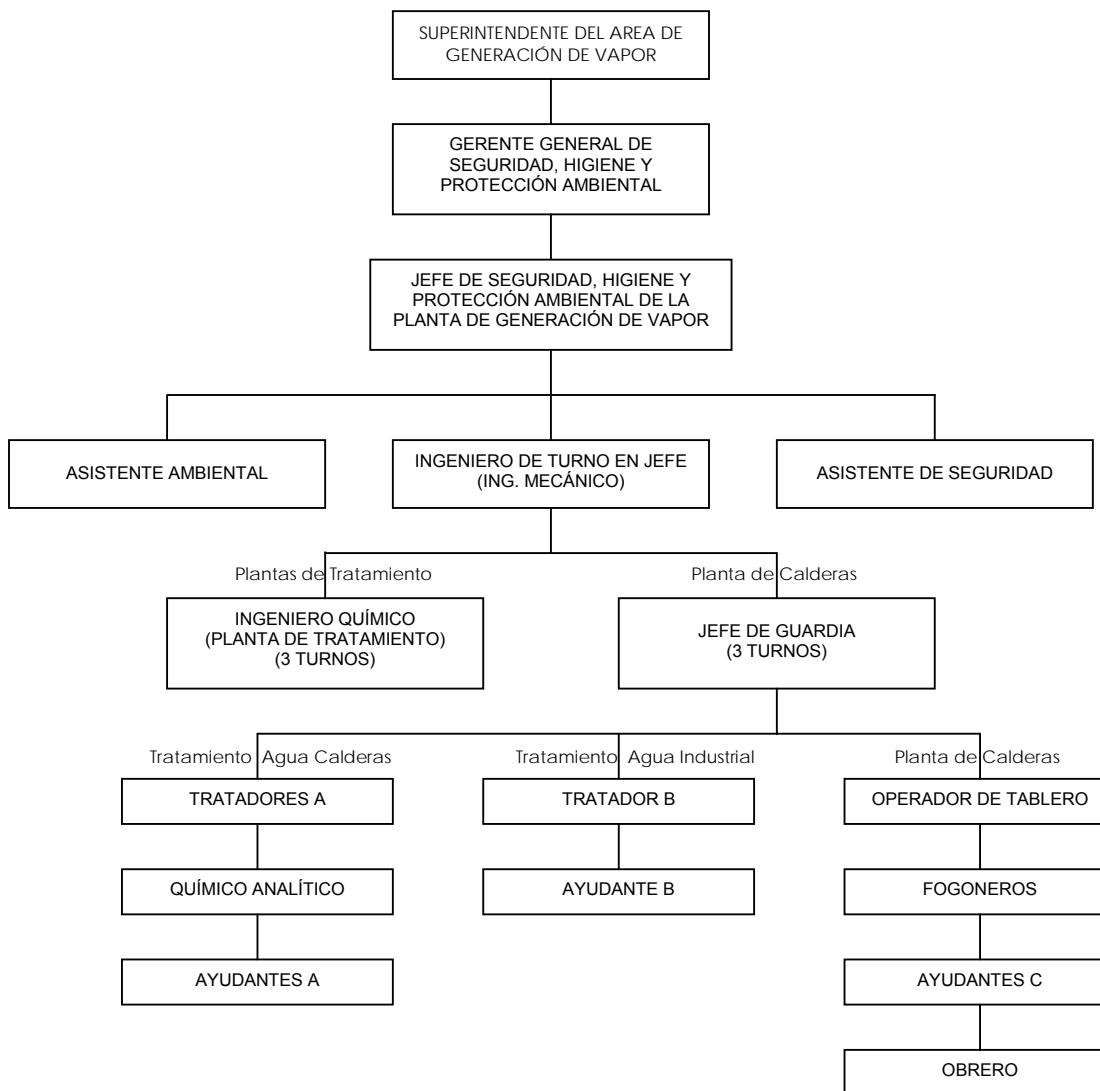 SUPERINTENDENTE DEL AREA DE
GENERACIÓN DE VAPOR
GERENTE GENERAL DE
SEGURIDAD, HIGIENE Y
PROTECCIÓN AMBIENTAL
JEFE DE SEGURIDAD, HIGIENE Y
PROTECCIÓN AMBIENTAL DE LA
PLANTA DE GENERACIÓN DE VAPOR
ASISTENTE AMBIENTAL
INGENIERO DE TURNO EN JEFE
(ING. MECÁNICO)
ASISTENTE DE SEGURIDAD
Plantas de Tratamiento
Planta de Calderas
INGENIERO QUÍMICO
(PLANTA DE TRATAMIENTO)
(3 TURNOS)
JEFE DE GUARDIA
(3 TURNOS)
Tratamiento Agua Calderas
Tratamiento Agua Industrial
Planta de Calderas
TRATADORES A
TRATADOR B
OPERADOR DE TABLERO
QUÍMICO ANALÍTICO
AYUDANTE B
FOGONEROS
AYUDANTES A
AYUDANTES C
OBRERO